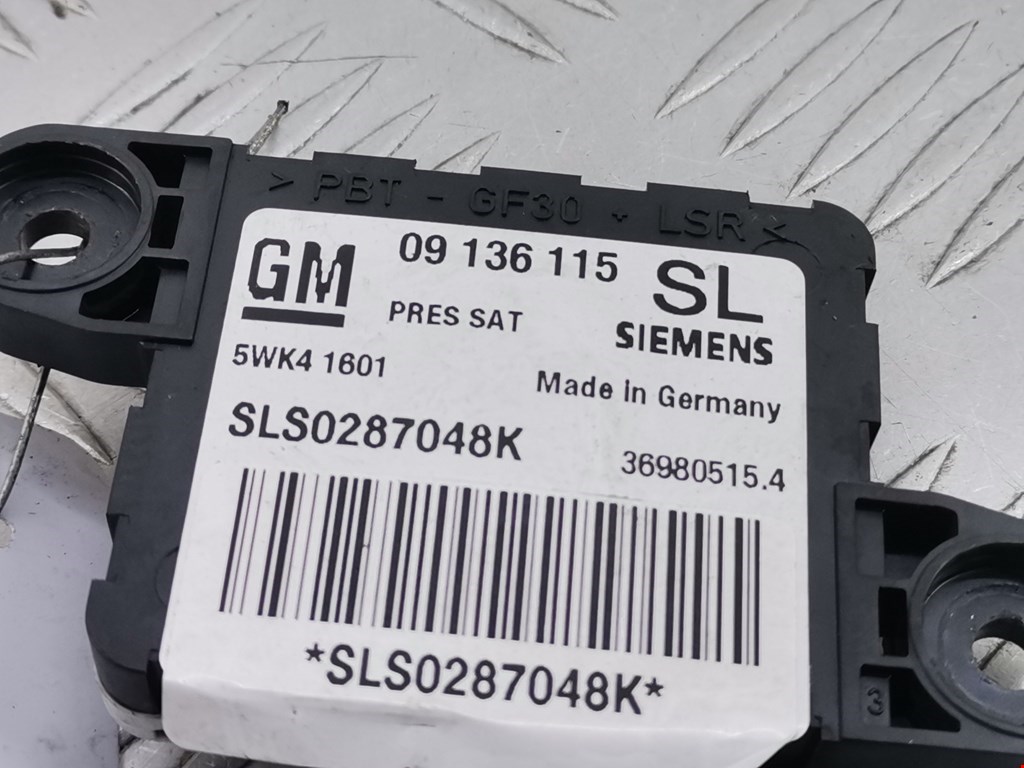 > PBT - GF30 + LSR <
GM 09 136 115 SL
PRES SAT SIEMENS
5WK4 1601 Made in Germany
SLS0287048K 36980515.4
*SLS0287048K*
3